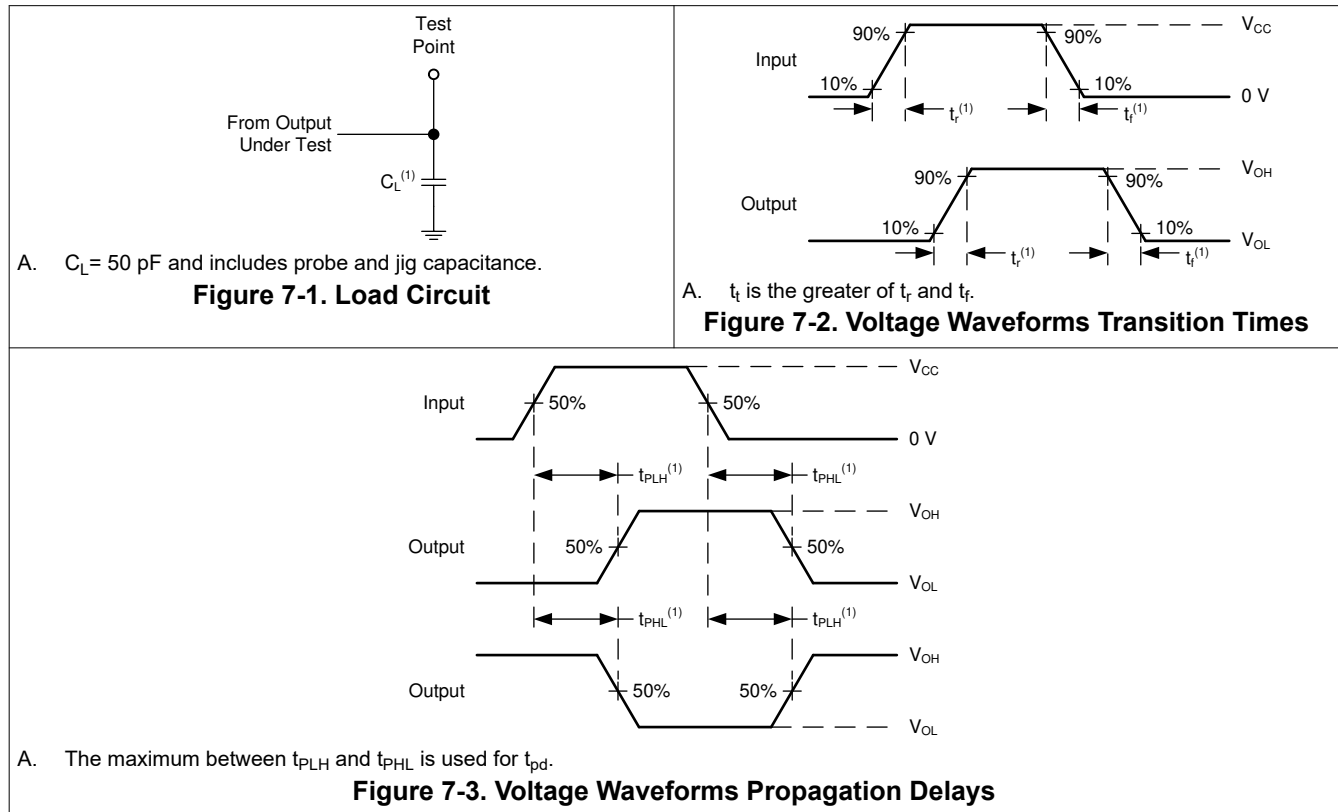 Test
Point
From Output
Under Test
C_L^(1)
A. C_L= 50 pF and includes probe and jig capacitance.
Figure 7-1. Load Circuit
V_CC
90% 90%
Input
10% 10%
0 V
t_r^(1) t_f^(1)
V_OH
90% 90%
Output
10% 10%
V_OL
t_r^(1) t_f^(1)
A. t_t is the greater of t_r and t_f.
Figure 7-2. Voltage Waveforms Transition Times
V_CC
Input 50% 50%
0 V
t_PLH^(1) t_PHL^(1)
V_OH
Output 50% 50%
V_OL
t_PHL^(1) t_PLH^(1)
V_OH
Output 50% 50%
V_OL
A. The maximum between t_PLH and t_PHL is used for t_pd.
Figure 7-3. Voltage Waveforms Propagation Delays